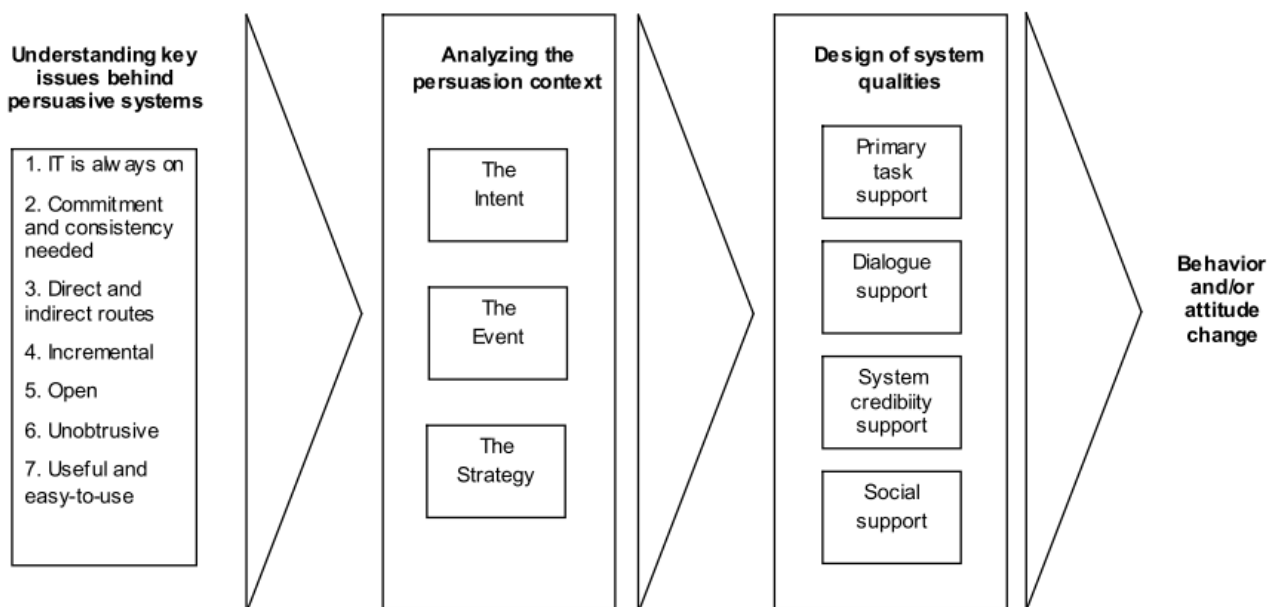 Understanding key
issues behind
persuasive systems
1. IT is always on
2. Commitment
and consistency
needed
3. Direct and
indirect routes
4. Incremental
5. Open
6. Unobtrusive
7. Useful and
easy-to-use
Analyzing the
persuasion context
The
Intent
The
Event
The
Strategy
Design of system
qualities
Primary
task
support
Dialogue
support
System
credibiity
support
Social
support
Behavior
and/or
attitude
change